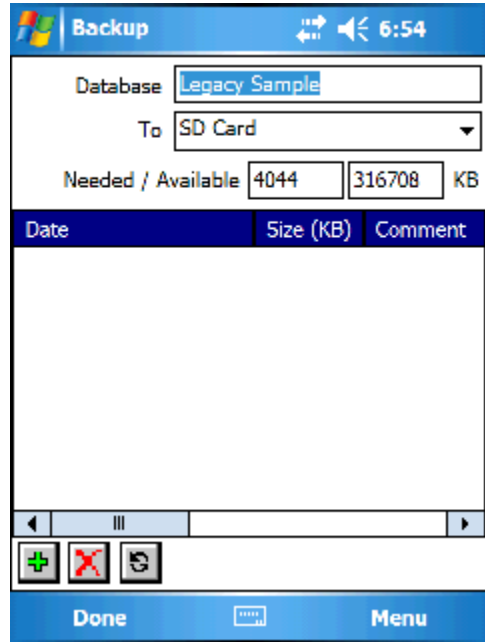 Backup 6:54
Database Legacy Sample
To SD Card
Needed / Available 4044 316708 KB
Date Size (KB) Comment
Done Menu